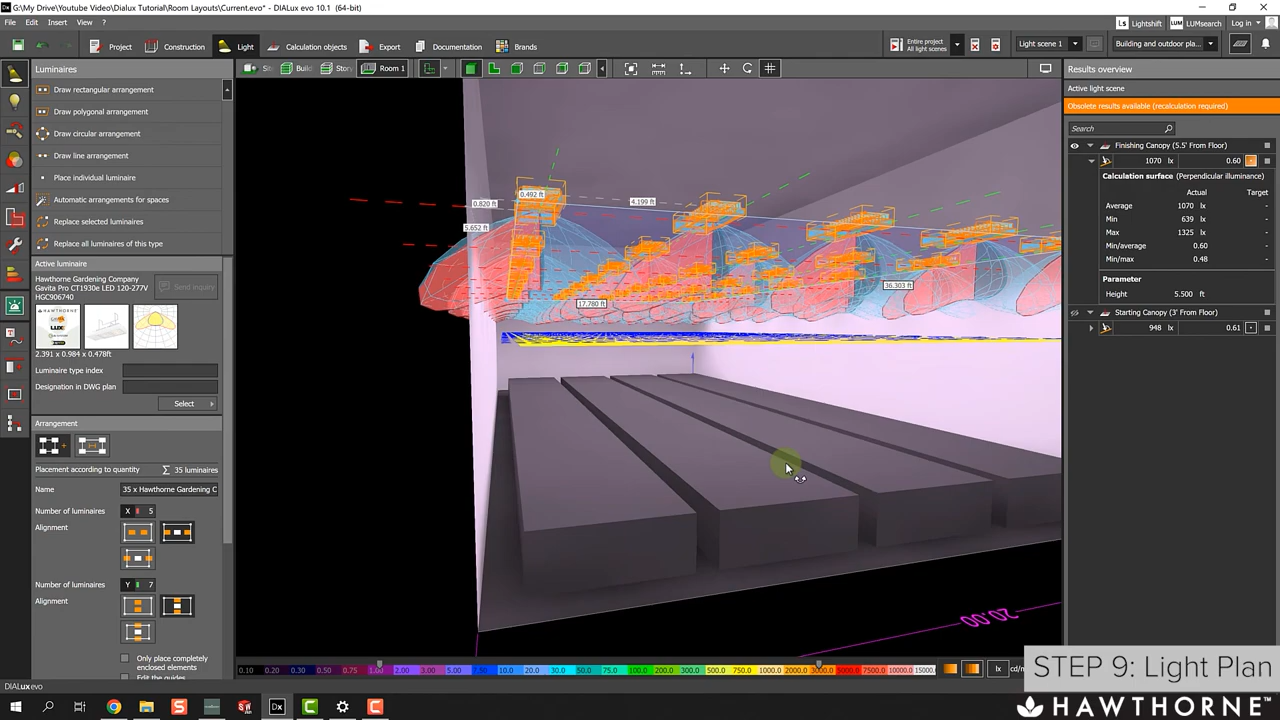 G:\My Drive\Youtube Video\Dialux Tutorial\Room Layouts\Current.evo* - DIALux evo 10.1 (64-bit)
File Edit Insert View ?
Lightshift LUMsearch Log in
Project Construction Light Calculation objects Export Documentation Brands
Entire project
All light scenes
Light scene 1
Building and outdoor pla...
Luminaires
Room 1
Results overview
Draw rectangular arrangement
Active light scene
Draw polygonal arrangement
Obsolete results available (recalculation required)
Draw circular arrangement
Search
Draw line arrangement
Finishing Canopy (5.5' From Floor)
1070 lx 0.60
Place individual luminaire
Calculation surface (Perpendicular illuminance)
Automatic arrangements for spaces
Actual Target
Replace selected luminaires
Average 1070 lx
Replace all luminaires of this type
Min 639 lx
Max 1325 lx
Min/average 0.60
Min/max 0.48
Active luminaire
Parameter
Hawthorne Gardening Company
Gavita Pro CT1930e LED 120-277V
HGC906740
Send inquiry
Height 5.500 ft
Starting Canopy (3' From Floor)
948 lx 0.61
2.391 x 0.984 x 0.478ft
Luminaire type index
Designation in DWG plan
Select
Arrangement
Placement according to quantity Σ 35 luminaires
Name 35 x Hawthorne Gardening C
Number of luminaires X 5
Alignment
Number of luminaires Y 7
Alignment
Only place completely
enclosed elements
Edit the guides
0.492 ft
0.820 ft
4.199 ft
5.652 ft
36.303 ft
17.780 ft
20.00
0.10 0.20 0.30 0.50 0.75 1.00 2.00 3.00 5.00 7.50 10.0 20.0 30.0 50.0 75.0 100.0 200.0 300.0 500.0 750.0 1000.0 2000.0 3000.0 5000.0 7500.0 10000.0 15000
lx
DIALux evo
STEP 9: Light Plan
HAWTHORNE